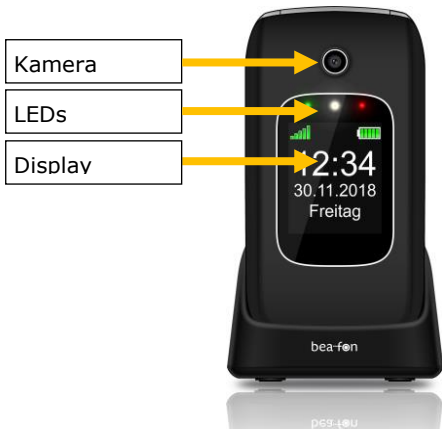 Kamera
LEDs
Display
12:34
30.11.2018
Freitag
bea-fon